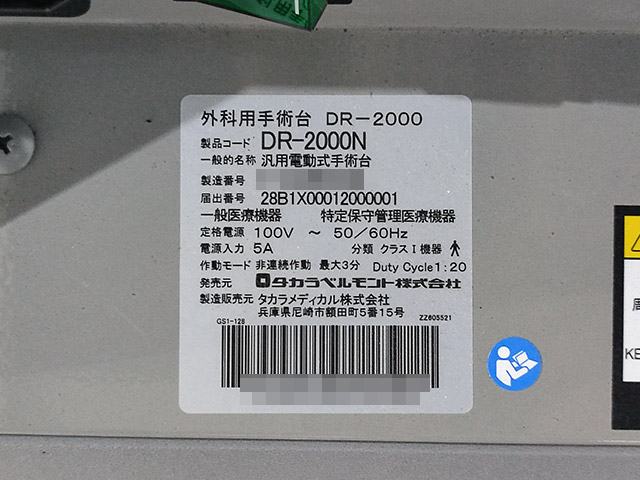 外科用手術台 DR-2000
製品コード DR-2000N
一般的名称 汎用電動式手術台
製造番号
届出番号 28B1X00012000001
一般医療機器 特定保守管理医療機器
定格電源 100V ~ 50/60Hz
電源入力 5A 分類 クラスⅠ機器
作動モード 非連続作動 最大3分 Duty Cycle1:20
発売元 タカラベルモント株式会社
製造販売元 タカラメディカル株式会社
兵庫県尼崎市額田町5番15号
GS1-128 ZZ605521
KE